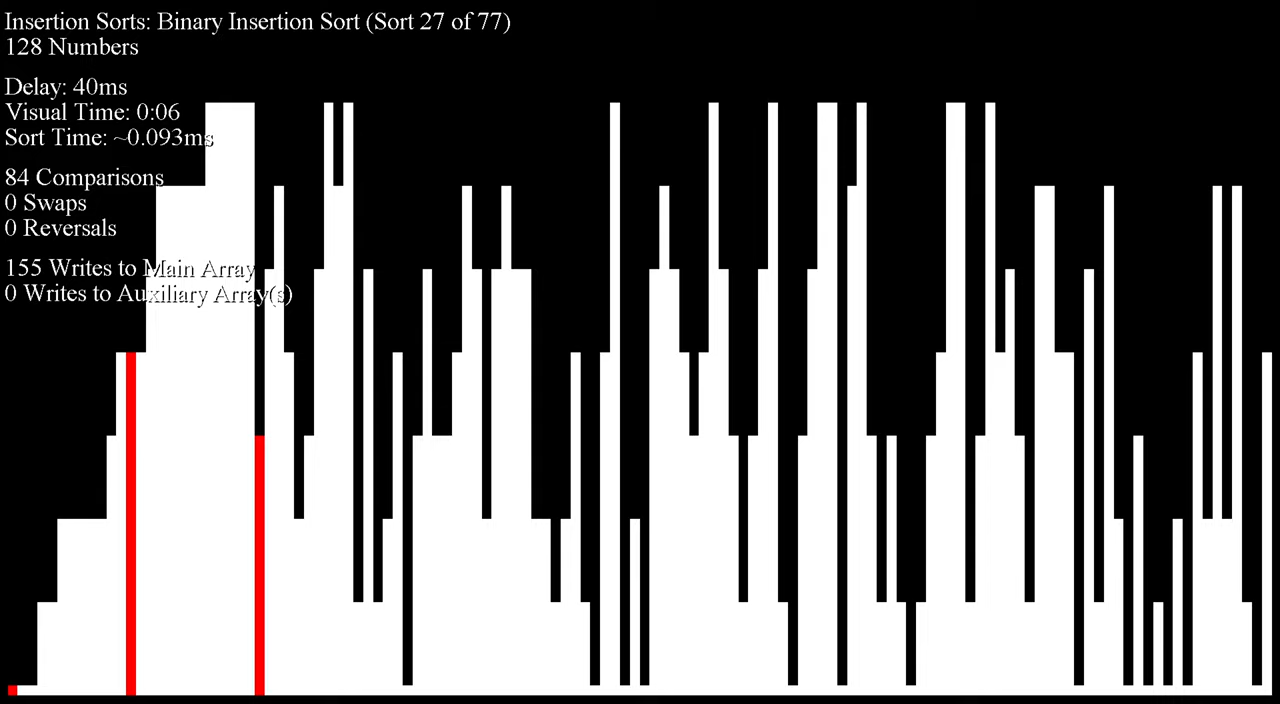 Insertion Sorts: Binary Insertion Sort (Sort 27 of 77)
128 Numbers
Delay: 40ms
Visual Time: 0:06
Sort Time: ~0.093ms
84 Comparisons
0 Swaps
0 Reversals
155 Writes to Main Array
0 Writes to Auxiliary Array(s)